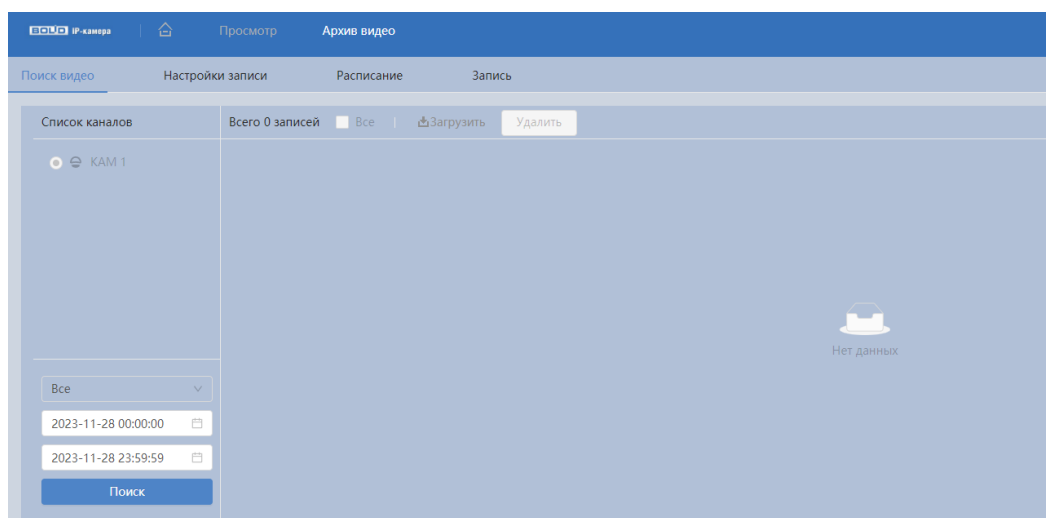 BOLID IP-камера Просмотр Архив видео
Поиск видео Настройки записи Расписание Запись
Список каналов Всего 0 записей Все Загрузить Удалить
КАМ 1
Нет данных
Все
2023-11-28 00:00:00
2023-11-28 23:59:59
Поиск